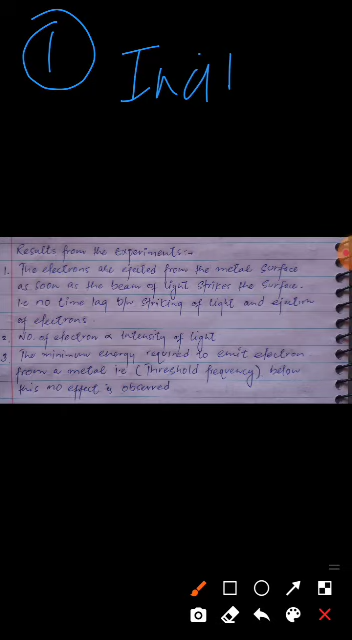 1
Results from the experiments:-
1. The electrons are ejected from the metal surface
as soon as the beam of light strikes the surface.
i.e no time lag b/w striking of light and ejection
of electrons.
2 No of electron ∝ Intensity of light
3 The minimum energy required to emit electron
from a metal i.e (Threshold frequency) below
this no effect is observed